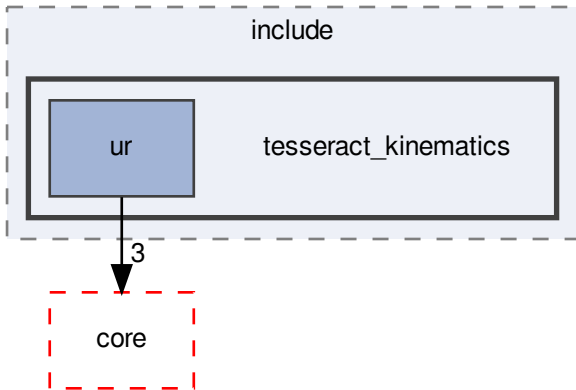 include
ur
tesseract_kinematics
3
core